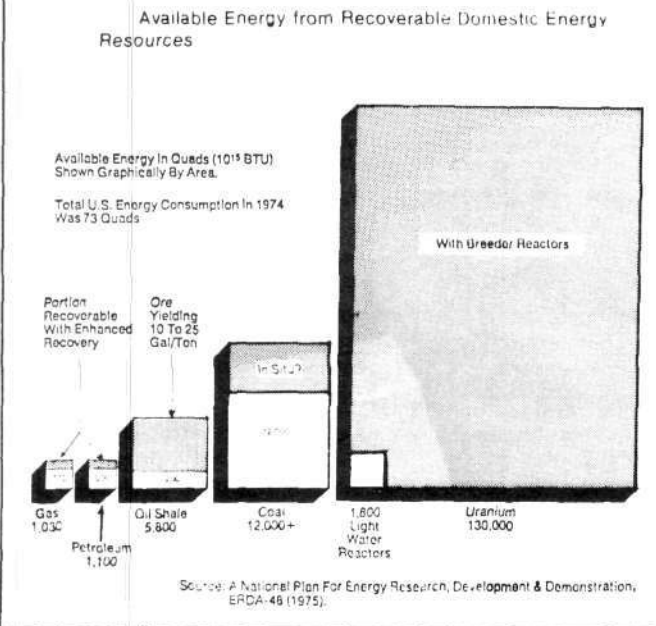 Available Energy from Recoverable Domestic Energy
Resources
Available Energy In Quads (10¹⁵ BTU)
Shown Graphically By Area.
Total U.S. Energy Consumption In 1974
Was 73 Quads
With Breeder Reactors
Portion
Recoverable
With Enhanced
Recovery
Ore
Yielding
10 To 25
Gal/Ton
In Situ?
Gas
1,030
Petroleum
1,100
Oil Shale
5,800
Coal
12,000+
1,800
Light
Water
Reactors
Uranium
130,000
Source: A National Plan For Energy Research, Development & Demonstration,
ERDA-48 (1975).